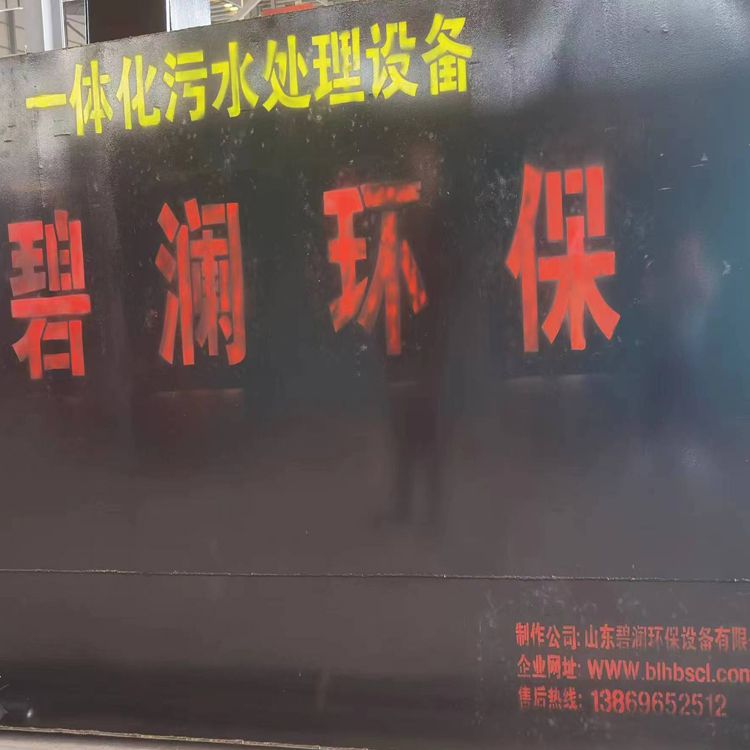 一体化污水处理设备
碧澜环保
制作公司: 山东碧润环保设备有限
企业网址: WWW.blhbscl.con
售后热线: 13869652512